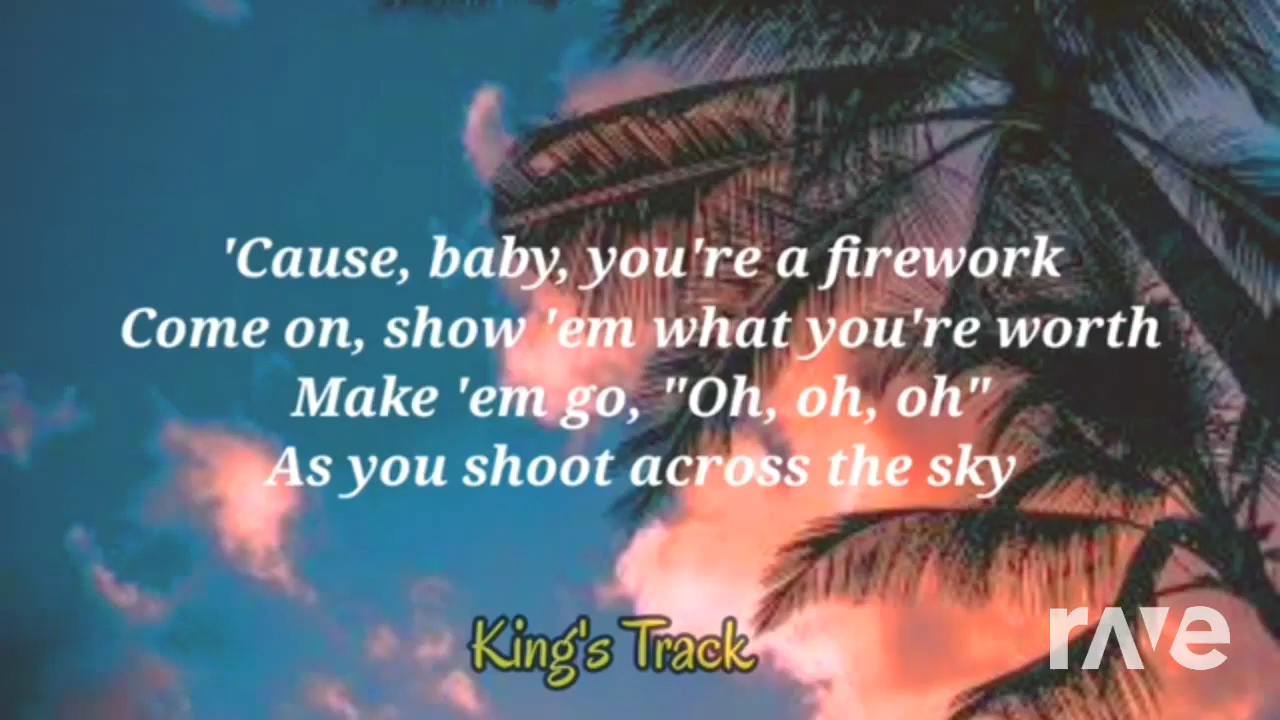 'Cause, baby, you're a firework
Come on, show 'em what you're worth
Make 'em go, "Oh, oh, oh"
As you shoot across the sky
King's Track
rave